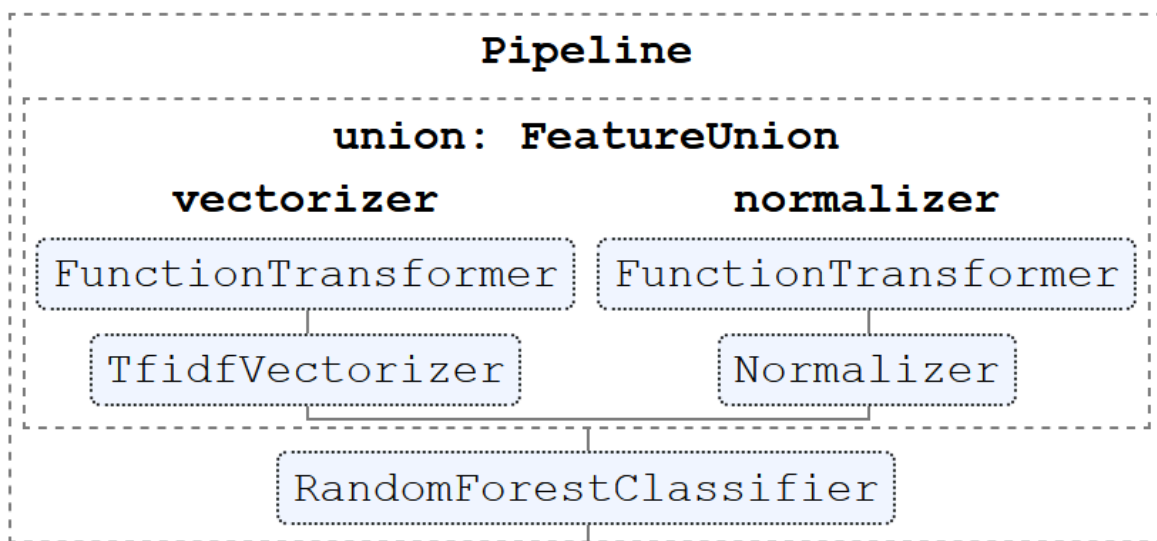 Pipeline
union: FeatureUnion
vectorizer normalizer
FunctionTransformer FunctionTransformer
TfidfVectorizer Normalizer
RandomForestClassifier